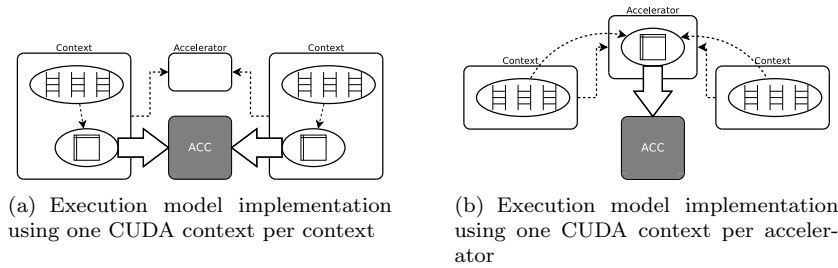 Context
Accelerator
Context
ACC
(a) Execution model implementation
using one CUDA context per context
Accelerator
Context
Context
ACC
(b) Execution model implementation
using one CUDA context per acceler-
ator